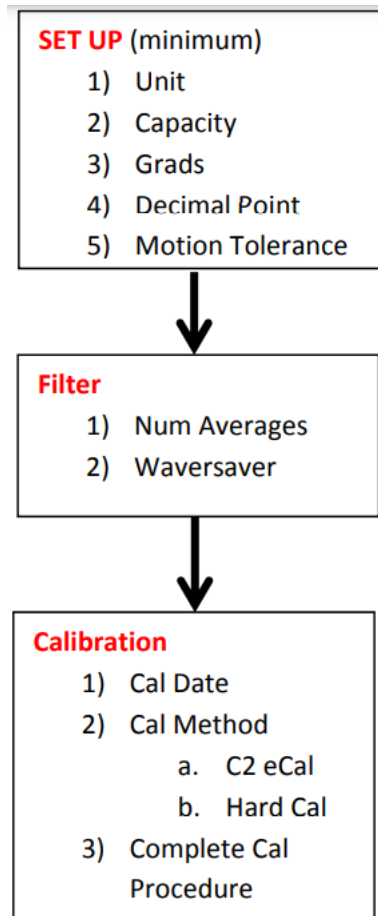 SET UP (minimum)
1) Unit
2) Capacity
3) Grads
4) Decimal Point
5) Motion Tolerance
Filter
1) Num Averages
2) Waversaver
Calibration
1) Cal Date
2) Cal Method
a. C2 eCal
b. Hard Cal
3) Complete Cal
Procedure